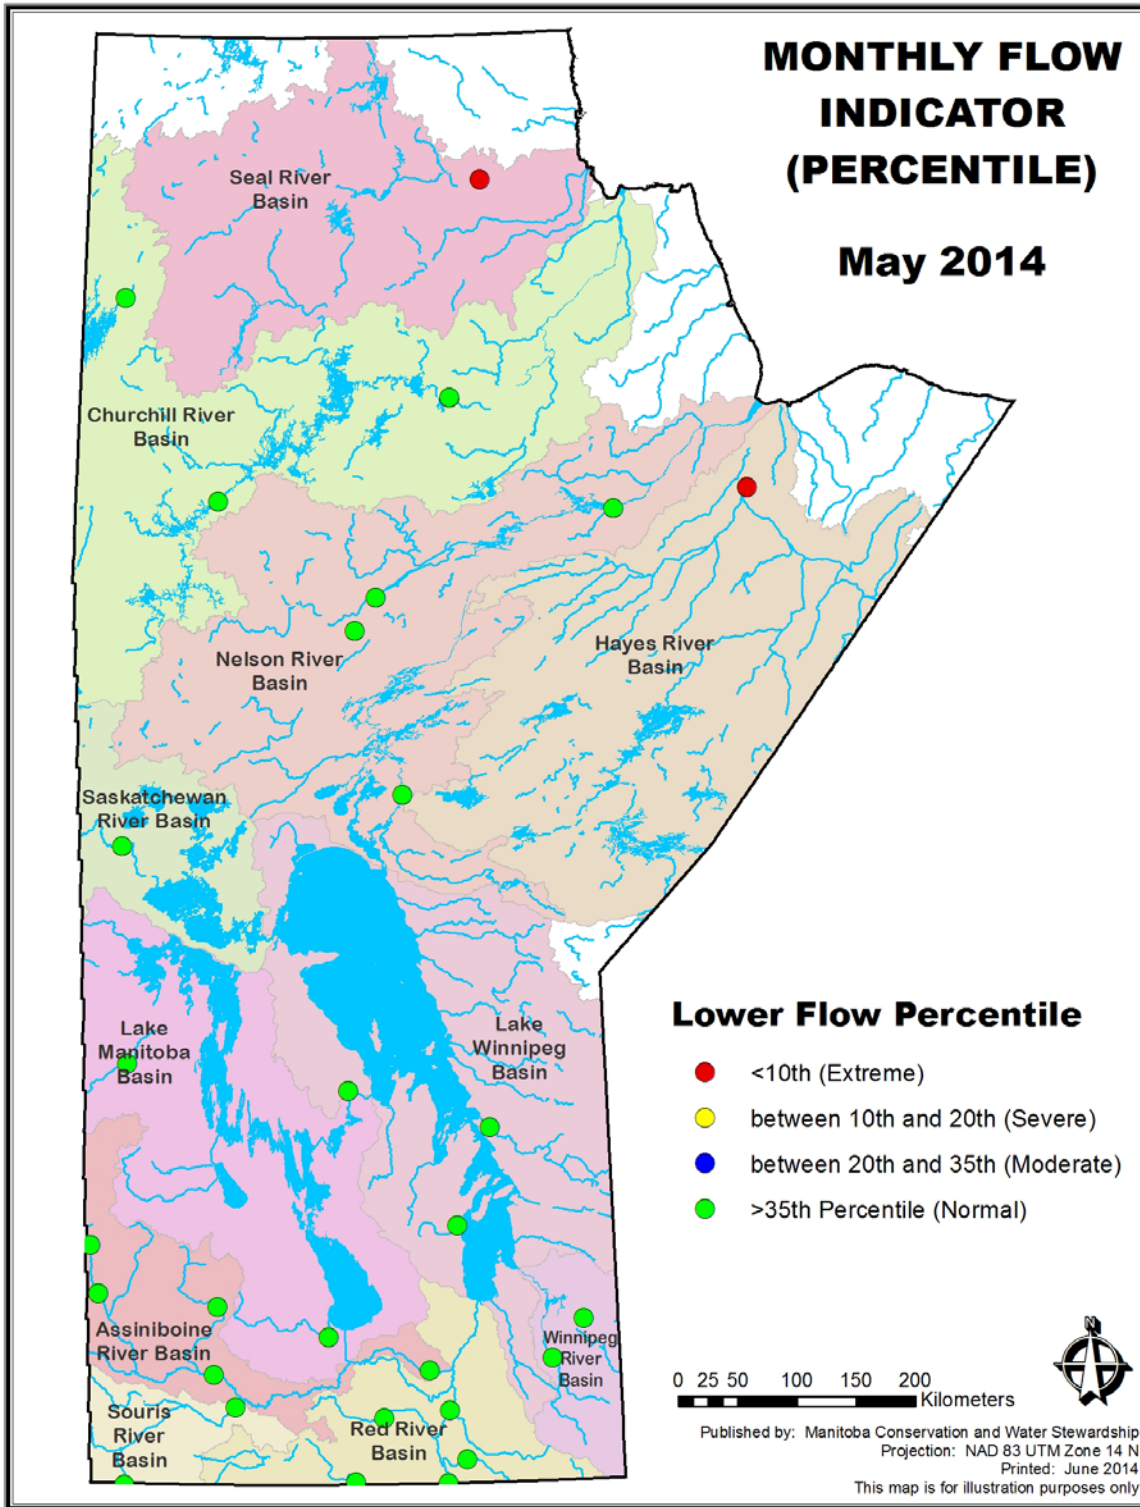 MONTHLY FLOW
INDICATOR
(PERCENTILE)
May 2014
Seal River
Basin
Churchill River
Basin
Nelson River
Basin
Hayes River
Basin
Saskatchewan
River Basin
Lake
Manitoba
Basin
Lake
Winnipeg
Basin
Assiniboine
River Basin
Winnipeg
River
Basin
Souris
River
Basin
Red River
Basin
Lower Flow Percentile
<10th (Extreme)
between 10th and 20th (Severe)
between 20th and 35th (Moderate)
>35th Percentile (Normal)
N
0 25 50 100 150 200
Kilometers
Published by: Manitoba Conservation and Water Stewardship
Projection: NAD 83 UTM Zone 14 N
Printed: June 2014
This map is for illustration purposes only